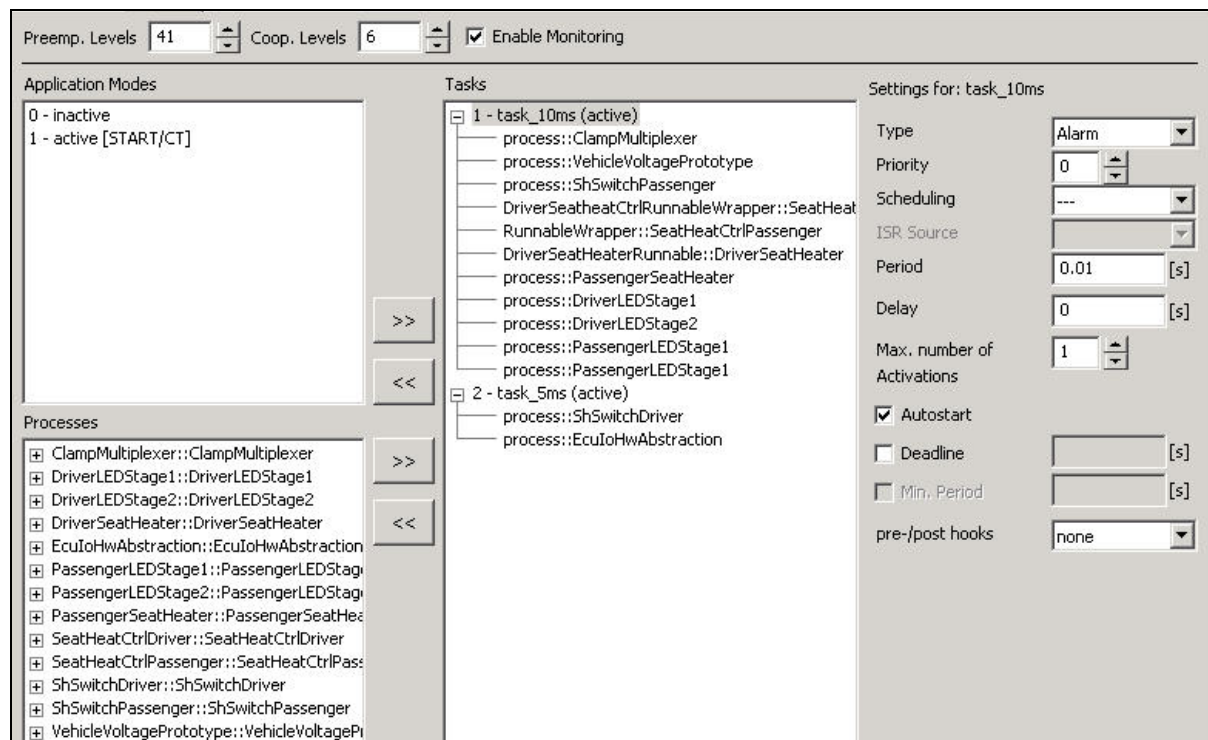 Preemp. Levels 41 Coop. Levels 6 Enable Monitoring
Application Modes
0 - inactive
1 - active [START/CT]
>>
<<
Processes
ClampMultiplexer::ClampMultiplexer
DriverLEDStage1::DriverLEDStage1
DriverLEDStage2::DriverLEDStage2
DriverSeatHeater::DriverSeatHeater
EcuIoHwAbstraction::EcuIoHwAbstraction
PassengerLEDStage1::PassengerLEDStag
PassengerLEDStage2::PassengerLEDStag
PassengerSeatHeater::PassengerSeatHea
SeatHeatCtrlDriver::SeatHeatCtrlDriver
SeatHeatCtrlPassenger::SeatHeatCtrlPass
ShSwitchDriver::ShSwitchDriver
ShSwitchPassenger::ShSwitchPassenger
VehicleVoltagePrototype::VehicleVoltageP
>>
<<
Tasks
1 - task_10ms (active)
process::ClampMultiplexer
process::VehicleVoltagePrototype
process::ShSwitchPassenger
DriverSeatheatCtrlRunnableWrapper::SeatHeat
RunnableWrapper::SeatHeatCtrlPassenger
DriverSeatHeaterRunnable::DriverSeatHeater
process::PassengerSeatHeater
process::DriverLEDStage1
process::DriverLEDStage2
process::PassengerLEDStage1
process::PassengerLEDStage1
2 - task_5ms (active)
process::ShSwitchDriver
process::EcuIoHwAbstraction
Settings for: task_10ms
Type Alarm
Priority 0
Scheduling ---
ISR Source
Period 0.01 [s]
Delay 0 [s]
Max. number of 1
Activations
Autostart
Deadline [s]
Min. Period [s]
pre-/post hooks none